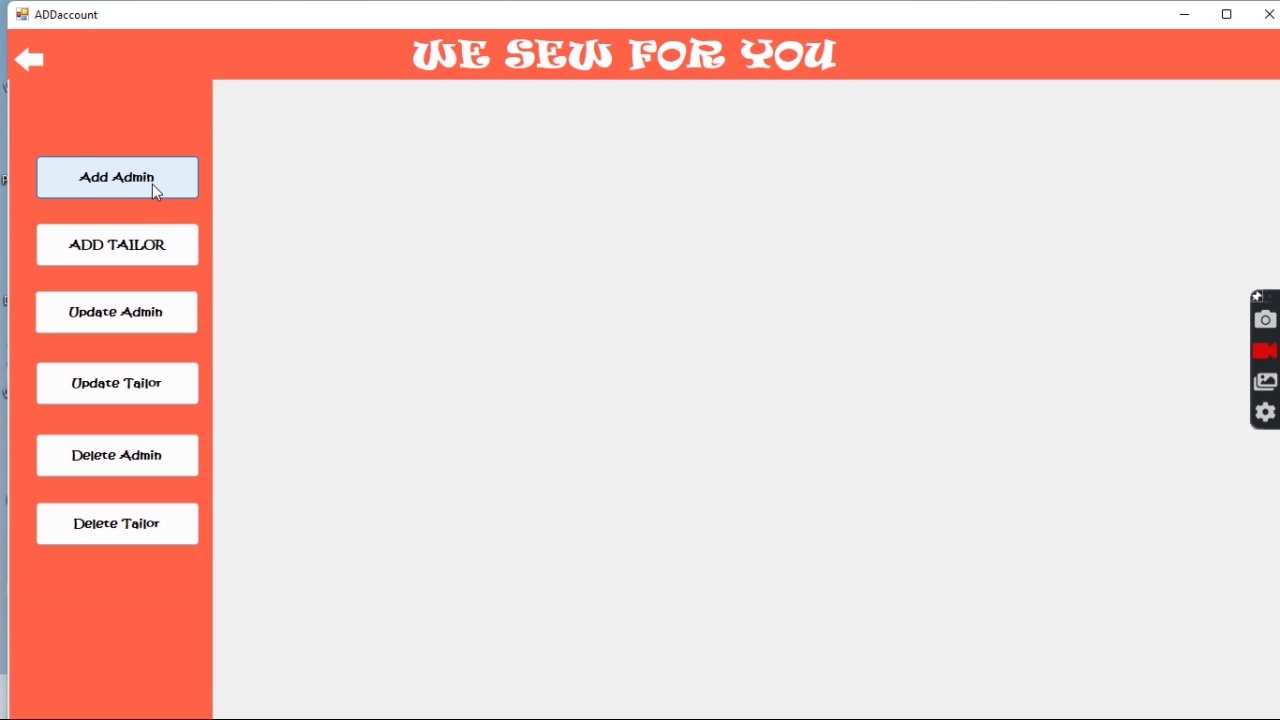 ADDaccount
WE SEW FOR YOU
Add Admin
ADD TAILOR
Update Admin
Update Tailor
Delete Admin
Delete Tailor